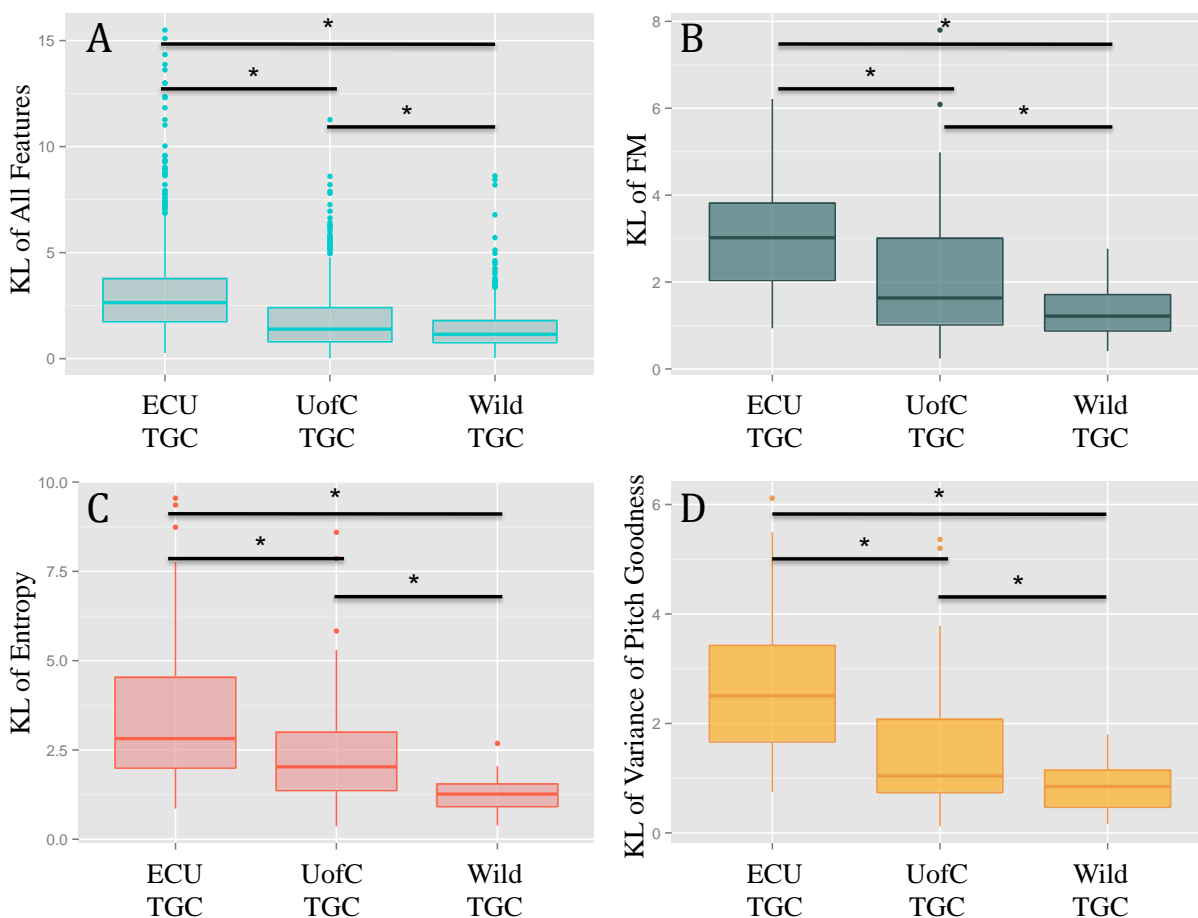 A
*
*
*
KL of All Features
15
10
5
0
ECU
TGC
UofC
TGC
Wild
TGC
B
*
*
*
KL of FM
8
6
4
2
0
ECU
TGC
UofC
TGC
Wild
TGC
C
*
*
*
KL of Entropy
10.0
7.5
5.0
2.5
0.0
ECU
TGC
UofC
TGC
Wild
TGC
D
*
*
*
KL of Variance of Pitch Goodness
6
4
2
0
ECU
TGC
UofC
TGC
Wild
TGC